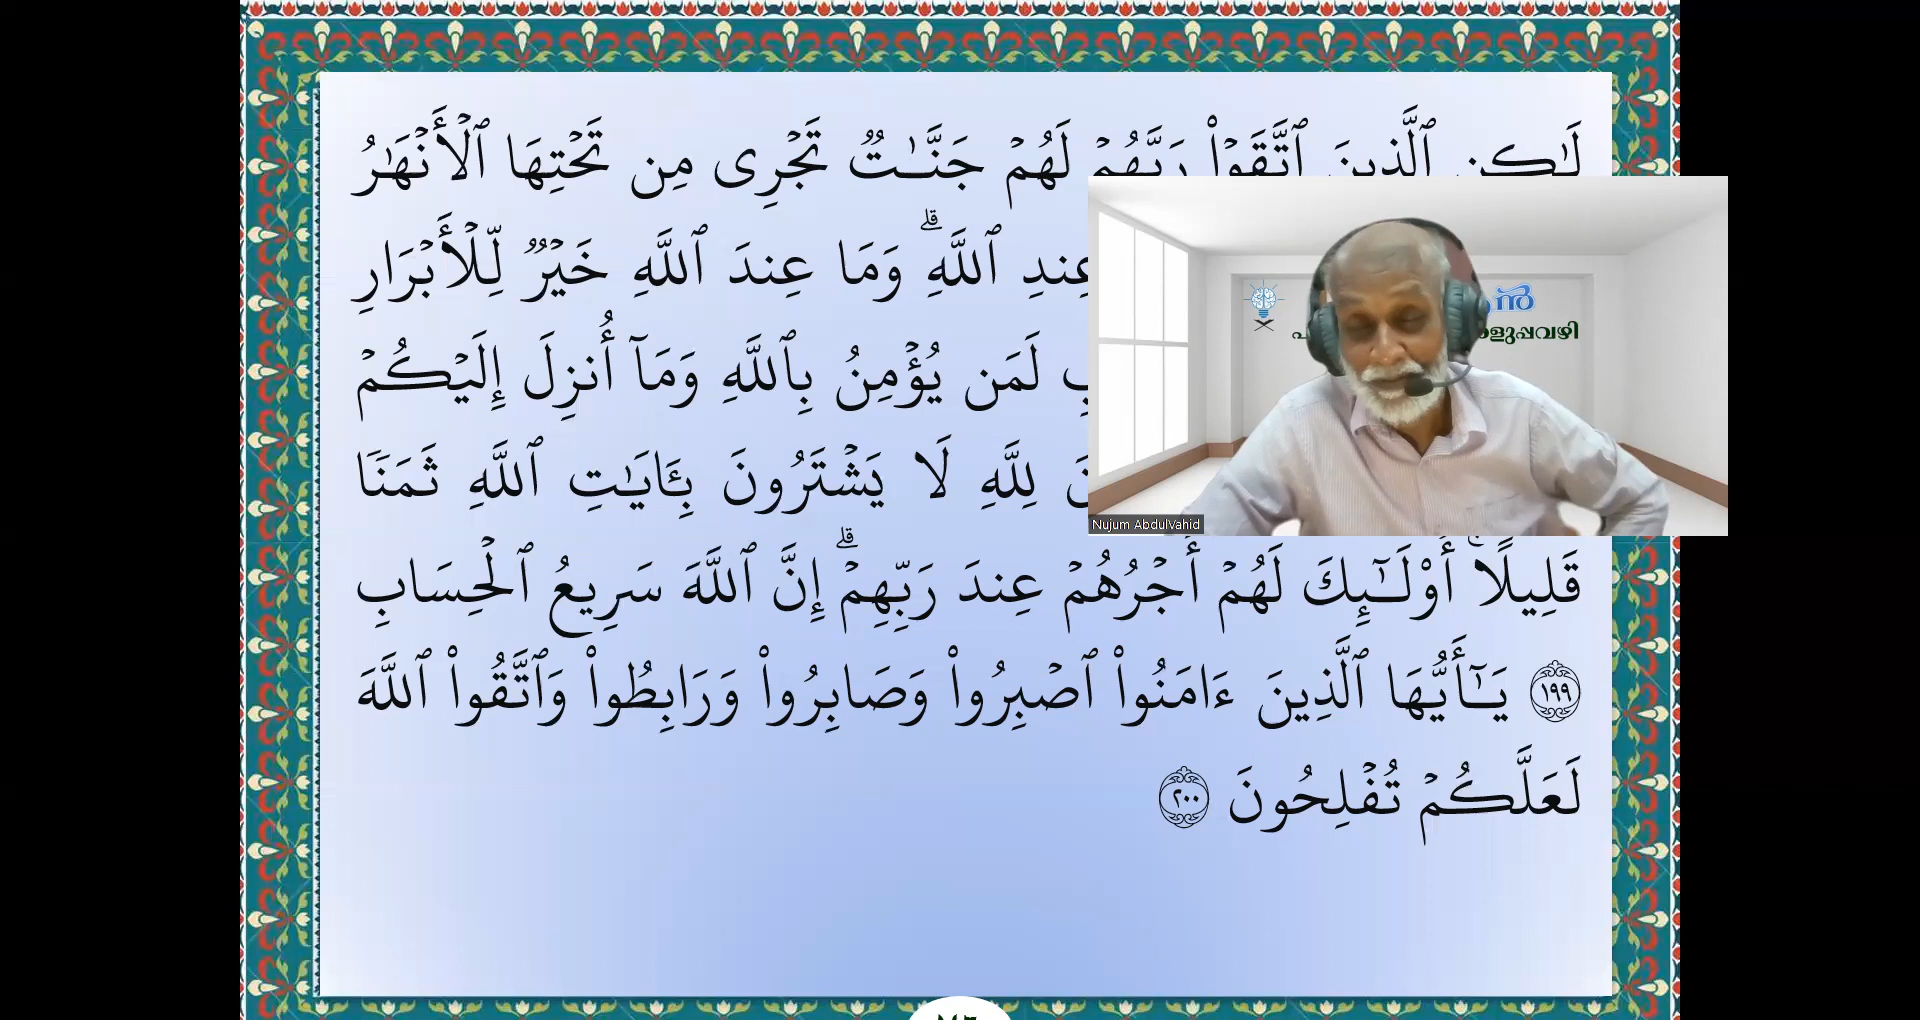 لَٰكِنِ ٱلَّذِينَ ٱتَّقَوۡاْ رَبَّهُمۡ لَهُمۡ جَنَّٰتٞ تَجۡرِي مِن تَحۡتِهَا ٱلۡأَنۡهَٰرُ
عِندِ ٱللَّهِۗ وَمَا عِندَ ٱللَّهِ خَيۡرٞ لِّلۡأَبۡرَارِ
لَمَن يُؤۡمِنُ بِٱللَّهِ وَمَآ أُنزِلَ إِلَيۡكُمۡ
لِلَّهِ لَا يَشۡتَرُونَ بِـَٔايَٰتِ ٱللَّهِ ثَمَنٗا
قَلِيلًاۚ أُوْلَٰٓئِكَ لَهُمۡ أَجۡرُهُمۡ عِندَ رَبِّهِمۡۗ إِنَّ ٱللَّهَ سَرِيعُ ٱلۡحِسَابِ
١٩٩ يَٰٓأَيُّهَا ٱلَّذِينَ ءَامَنُواْ ٱصۡبِرُواْ وَصَابِرُواْ وَرَابِطُواْ وَٱتَّقُواْ ٱللَّهَ
لَعَلَّكُمۡ تُفۡلِحُونَ ٢٠٠
Nujum AbdulVahid